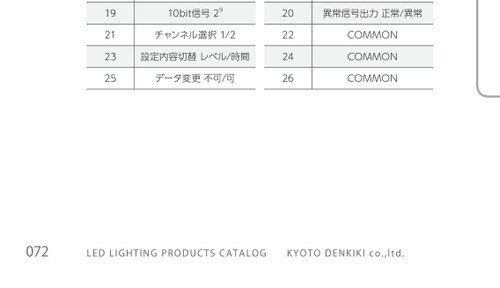 19 10bit信号 2⁹ 20 異常信号出力 正常/異常
21 チャンネル選択 1/2 22 COMMON
23 設定内容切替 レベル/時間 24 COMMON
25 データ変更 不可/可 26 COMMON
072 LED LIGHTING PRODUCTS CATALOG KYOTO DENKIKI co.,ltd.